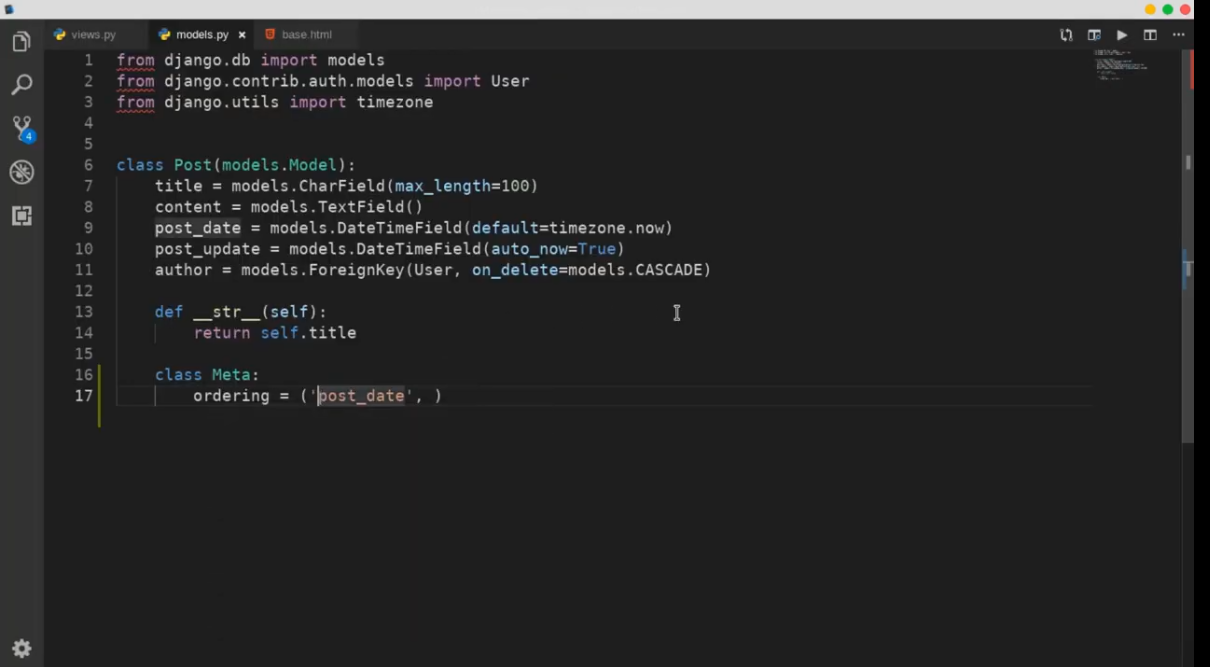 views.py models.py × base.html
1 from django.db import models
2 from django.contrib.auth.models import User
3 from django.utils import timezone
4
5
6 class Post(models.Model):
7 title = models.CharField(max_length=100)
8 content = models.TextField()
9 post_date = models.DateTimeField(default=timezone.now)
10 post_update = models.DateTimeField(auto_now=True)
11 author = models.ForeignKey(User, on_delete=models.CASCADE)
12
13 def __str__(self):
14 return self.title
15
16 class Meta:
17 ordering = ('post_date', )
4